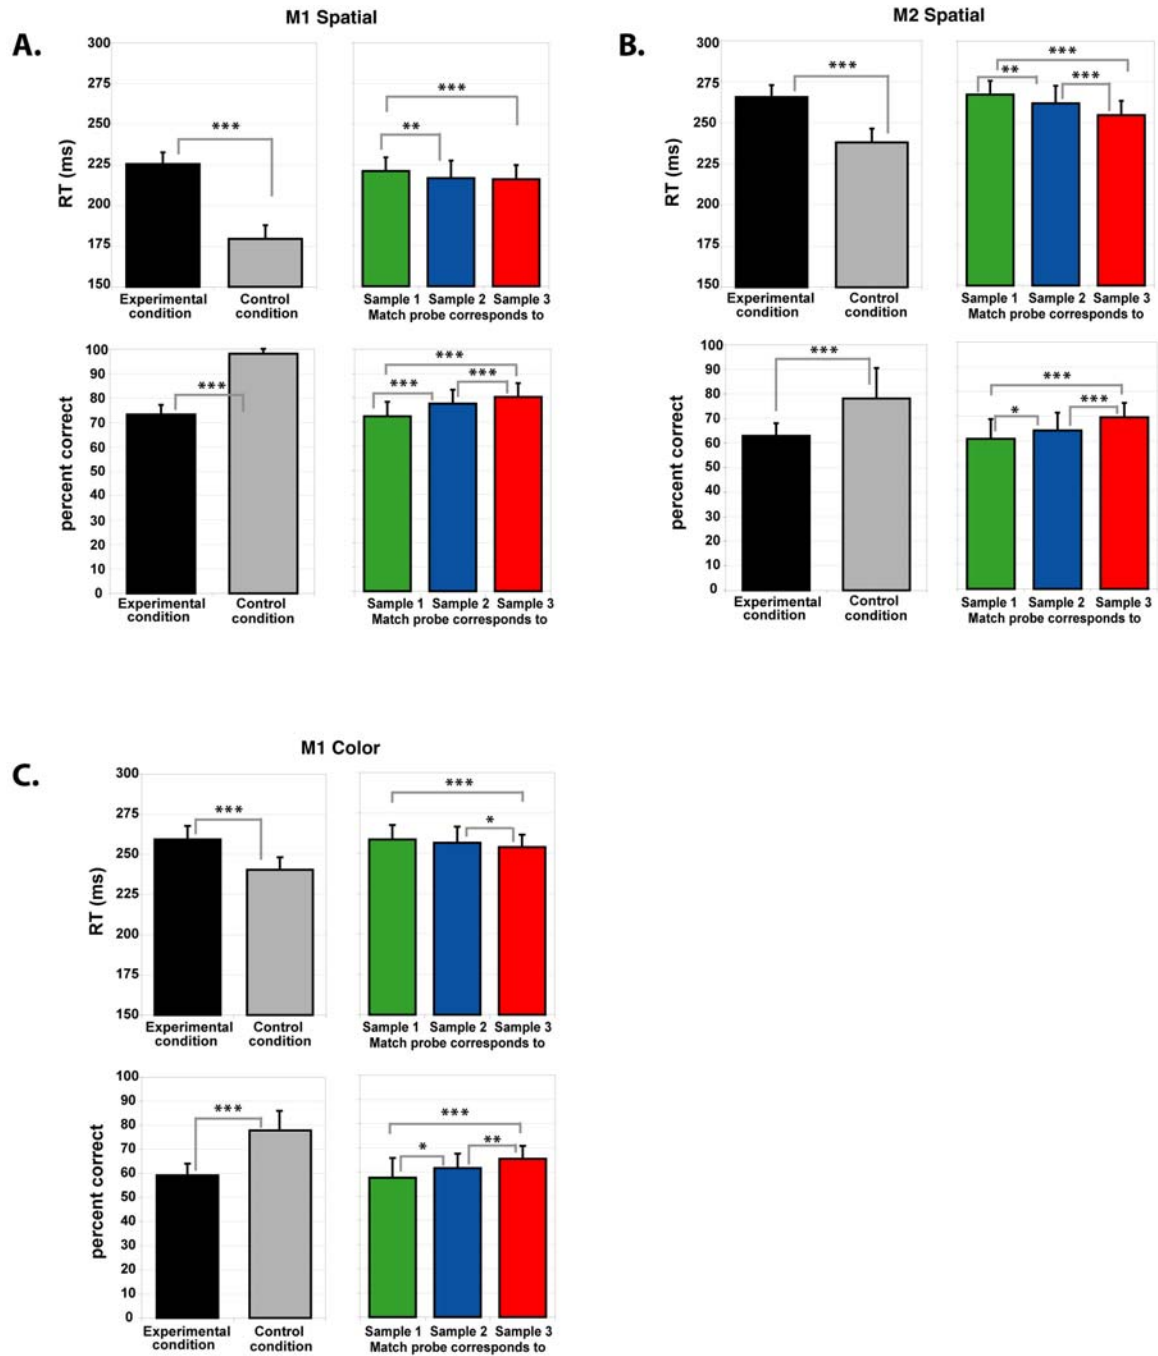 M1 Spatial
A.
300
275
250
225
200
175
150
RT (ms)
***
Experimental condition
Control condition
***
**
Sample 1 Sample 2 Sample 3
Match probe corresponds to
100
90
80
70
60
50
40
30
20
10
0
percent correct
***
Experimental condition
Control condition
***
***
***
Sample 1 Sample 2 Sample 3
Match probe corresponds to
M2 Spatial
B.
300
275
250
225
200
175
150
RT (ms)
***
Experimental condition
Control condition
***
**
***
Sample 1 Sample 2 Sample 3
Match probe corresponds to
100
90
80
70
60
50
40
30
20
10
0
percent correct
***
Experimental condition
Control condition
***
*
***
Sample 1 Sample 2 Sample 3
Match probe corresponds to
M1 Color
C.
300
275
250
225
200
175
150
RT (ms)
***
Experimental condition
Control condition
***
*
Sample 1 Sample 2 Sample 3
Match probe corresponds to
100
90
80
70
60
50
40
30
20
10
0
percent correct
***
Experimental condition
Control condition
***
*
**
Sample 1 Sample 2 Sample 3
Match probe corresponds to